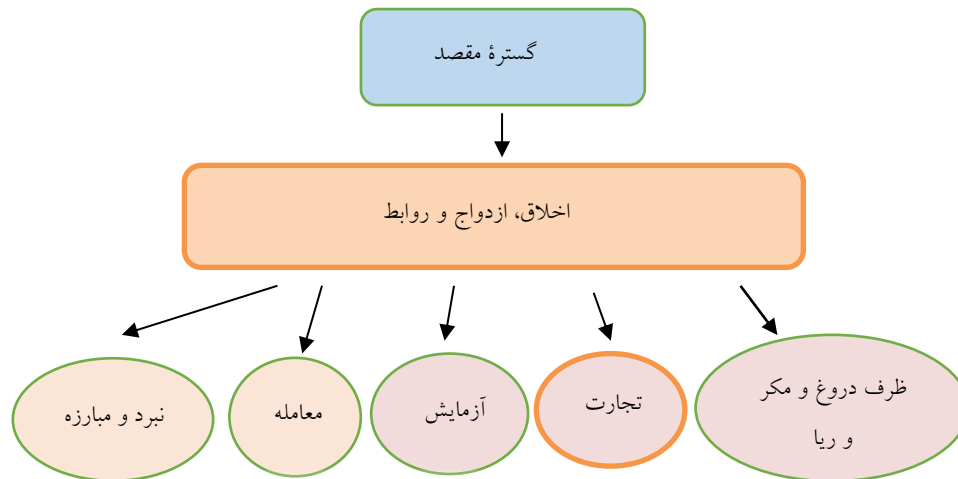 گسترۀ مقصد
اخلاق، ازدواج و روابط
ظرف دروغ و مکر
و ریا
تجارت
آزمایش
معامله
نبرد و مبارزه